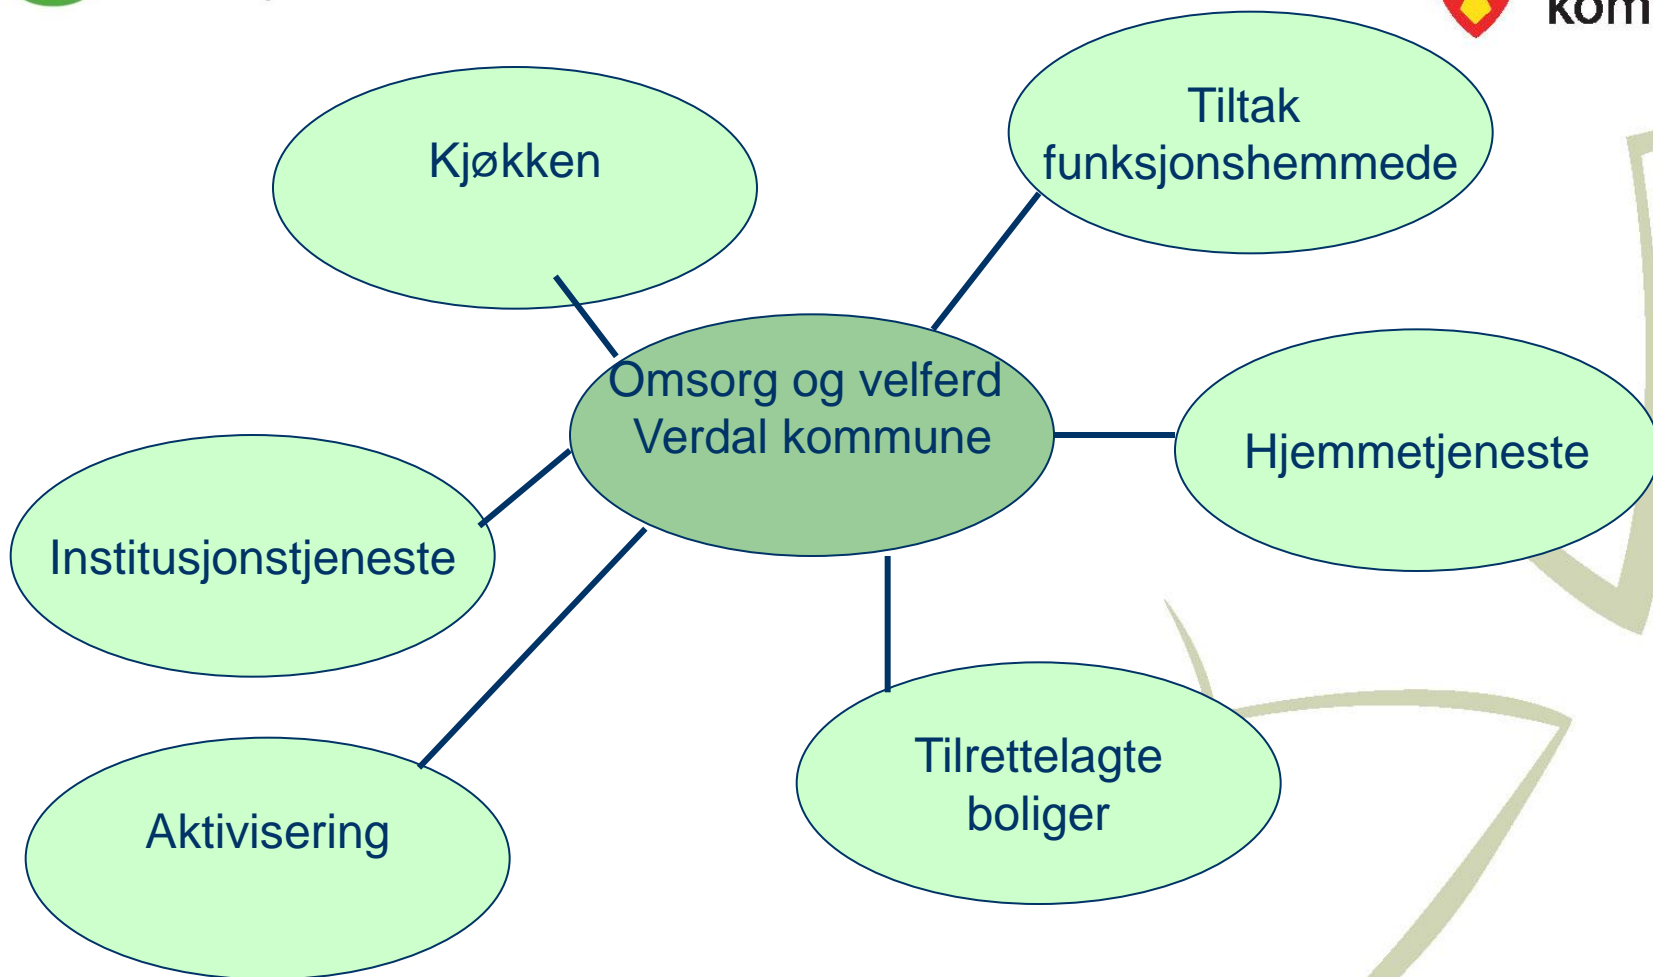 Kjøkken
Tiltak
funksjonshemmede
Omsorg og velferd
Verdal kommune
Hjemmetjeneste
Institusjonstjeneste
Tilrettelagte
boliger
Aktivisering